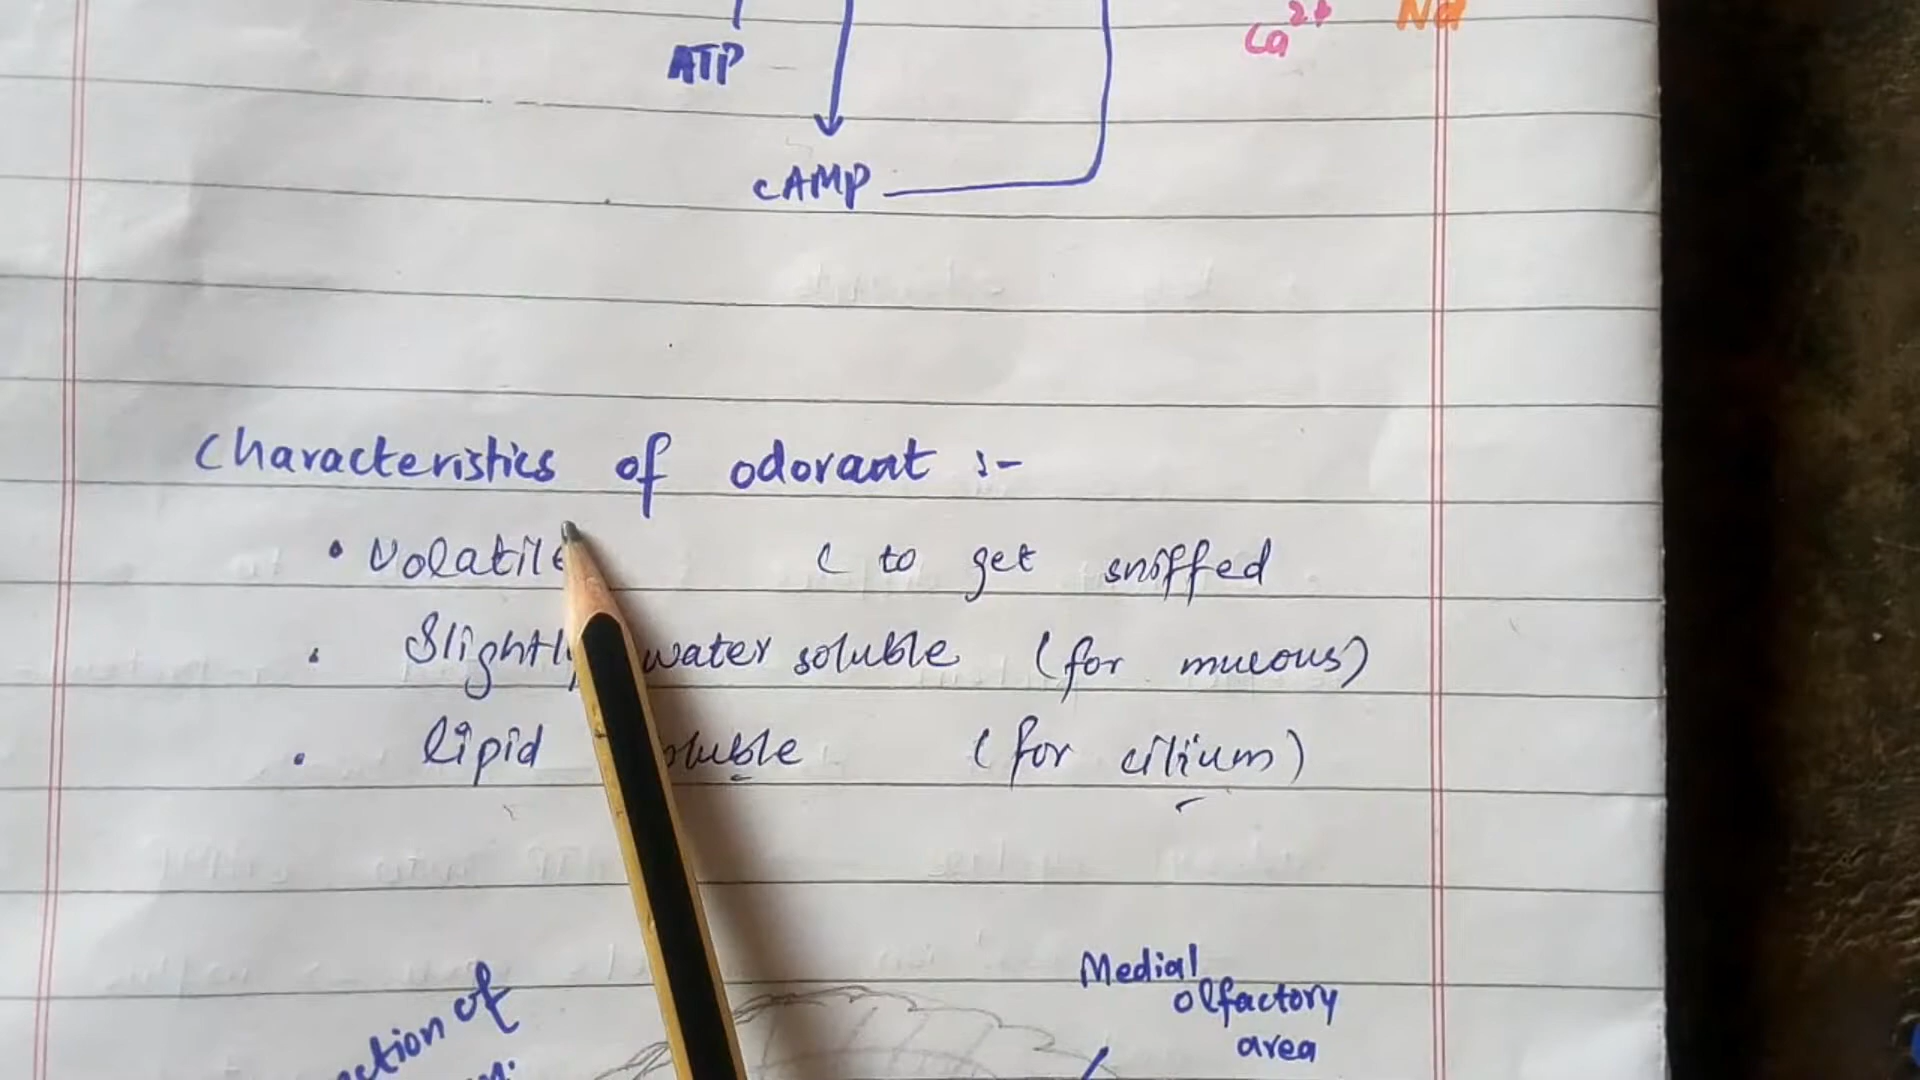 Ca2+ Na
ATP
cAMP
Characteristics of odorant :-
• Volatile ( to get sniffed
• Slightly water soluble (for mucous)
• lipid soluble (for cilium)
Medial
olfactory
area
of